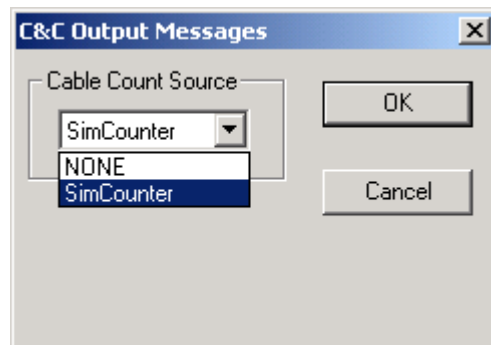 C&C Output Messages
Cable Count Source
SimCounter
NONE
SimCounter
OK
Cancel